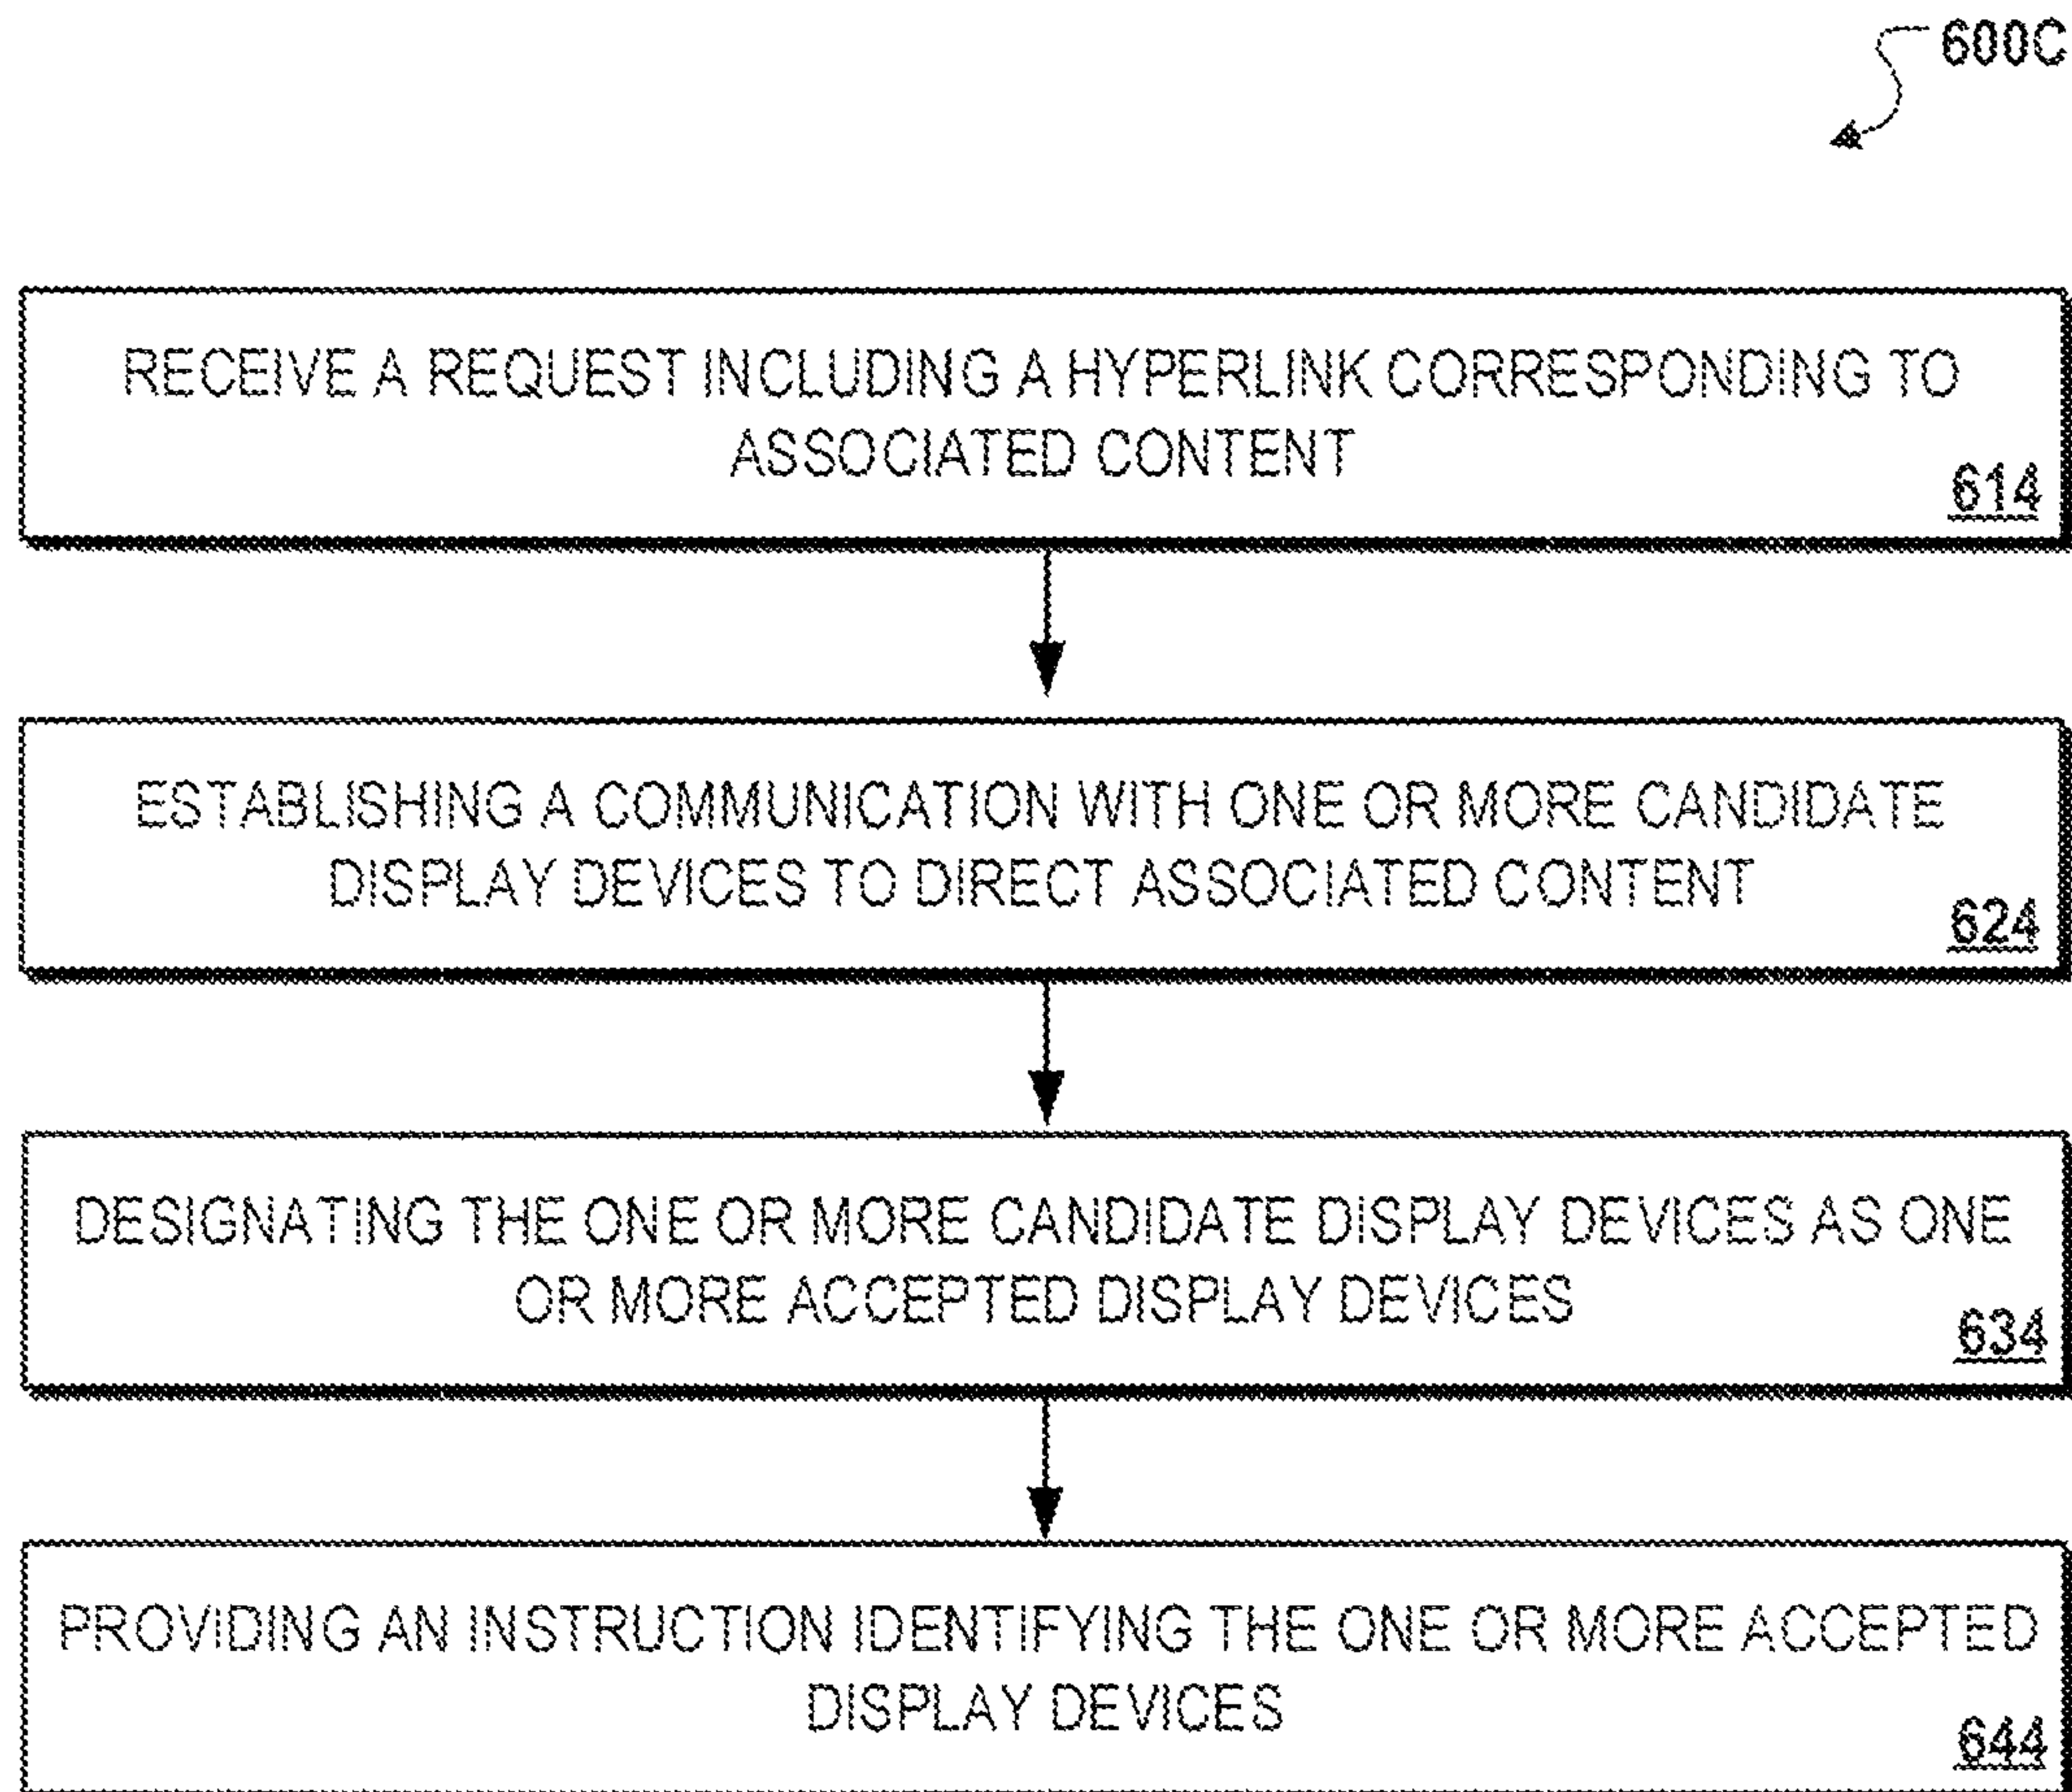 600C
RECEIVE A REQUEST INCLUDING A HYPERLINK CORRESPONDING TO
ASSOCIATED CONTENT
614
ESTABLISHING A COMMUNICATION WITH ONE OR MORE CANDIDATE
DISPLAY DEVICES TO DIRECT ASSOCIATED CONTENT
624
DESIGNATING THE ONE OR MORE CANDIDATE DISPLAY DEVICES AS ONE
OR MORE ACCEPTED DISPLAY DEVICES
634
PROVIDING AN INSTRUCTION IDENTIFYING THE ONE OR MORE ACCEPTED
DISPLAY DEVICES
644